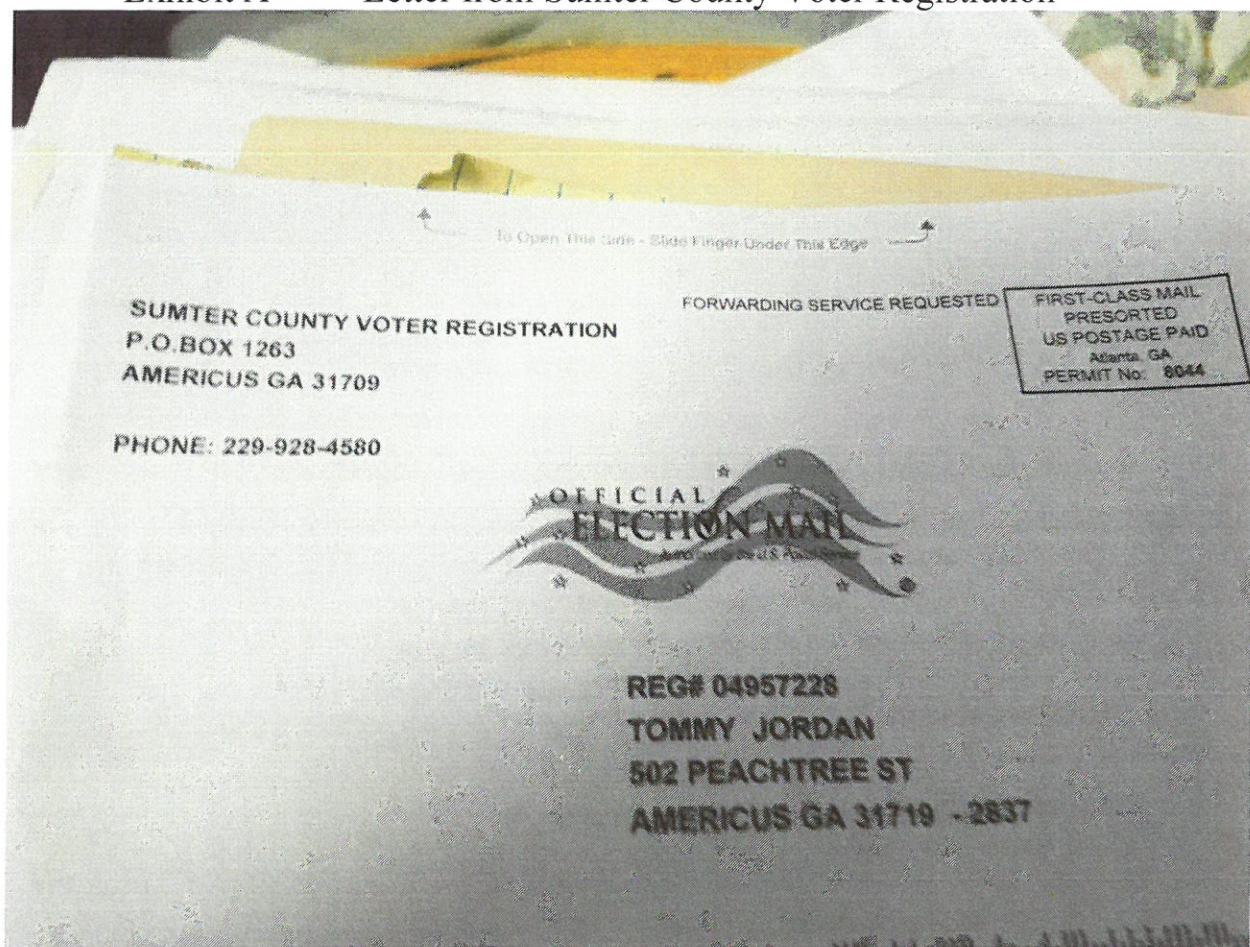 Exhibit A Letter from Sumter County Voter Registration
To Open This Side - Slide Finger Under This Edge
SUMTER COUNTY VOTER REGISTRATION
P.O.BOX 1263
AMERICUS GA 31709
PHONE: 229-928-4580
FORWARDING SERVICE REQUESTED
FIRST-CLASS MAIL
PRESORTED
US POSTAGE PAID
Atlanta GA
PERMIT No: 8044
OFFICIAL
ELECTION MAIL
REG# 04957228
TOMMY JORDAN
502 PEACHTREE ST
AMERICUS GA 31719 - 2837